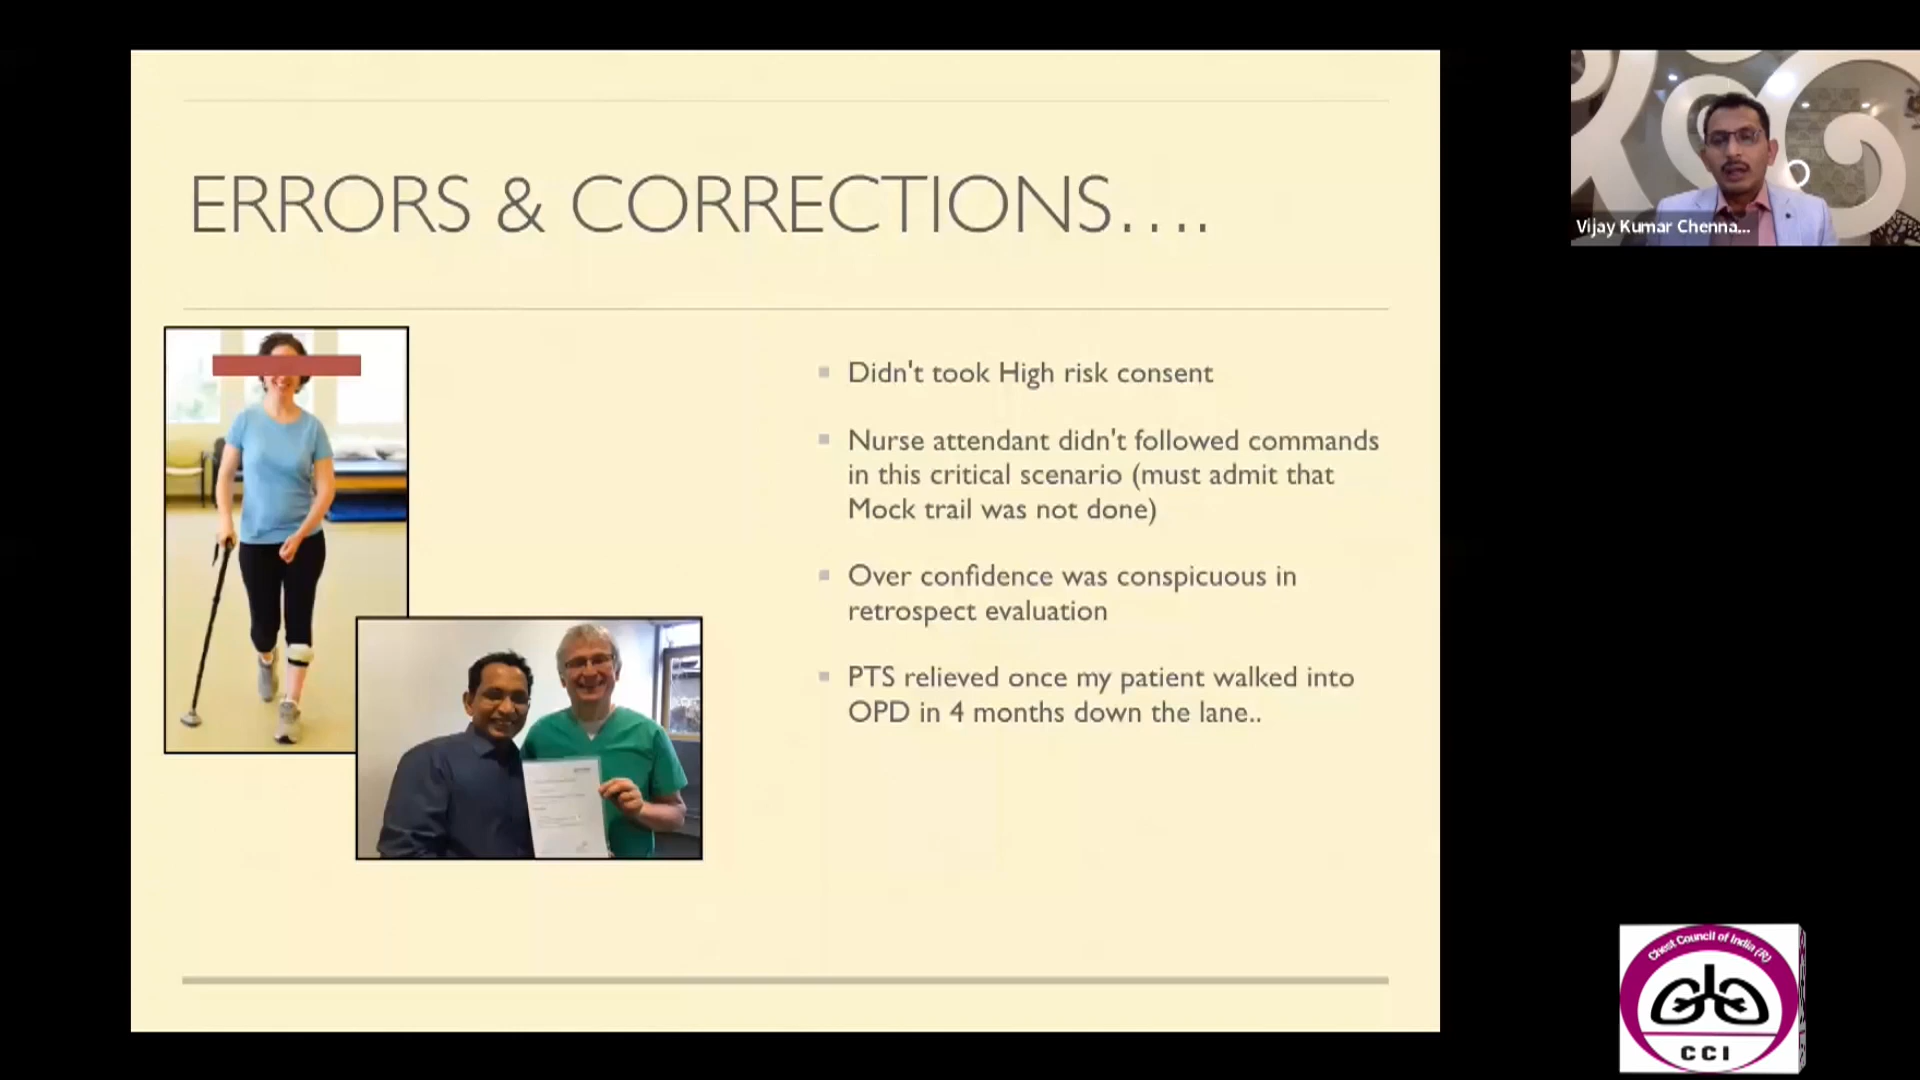 ERRORS & CORRECTIONS....
Didn't took High risk consent
Nurse attendant didn't followed commands
in this critical scenario (must admit that
Mock trail was not done)
Over confidence was conspicuous in
retrospect evaluation
PTS relieved once my patient walked into
OPD in 4 months down the lane..
Vijay Kumar Chenna...
Chest Council of India (R)
CCI